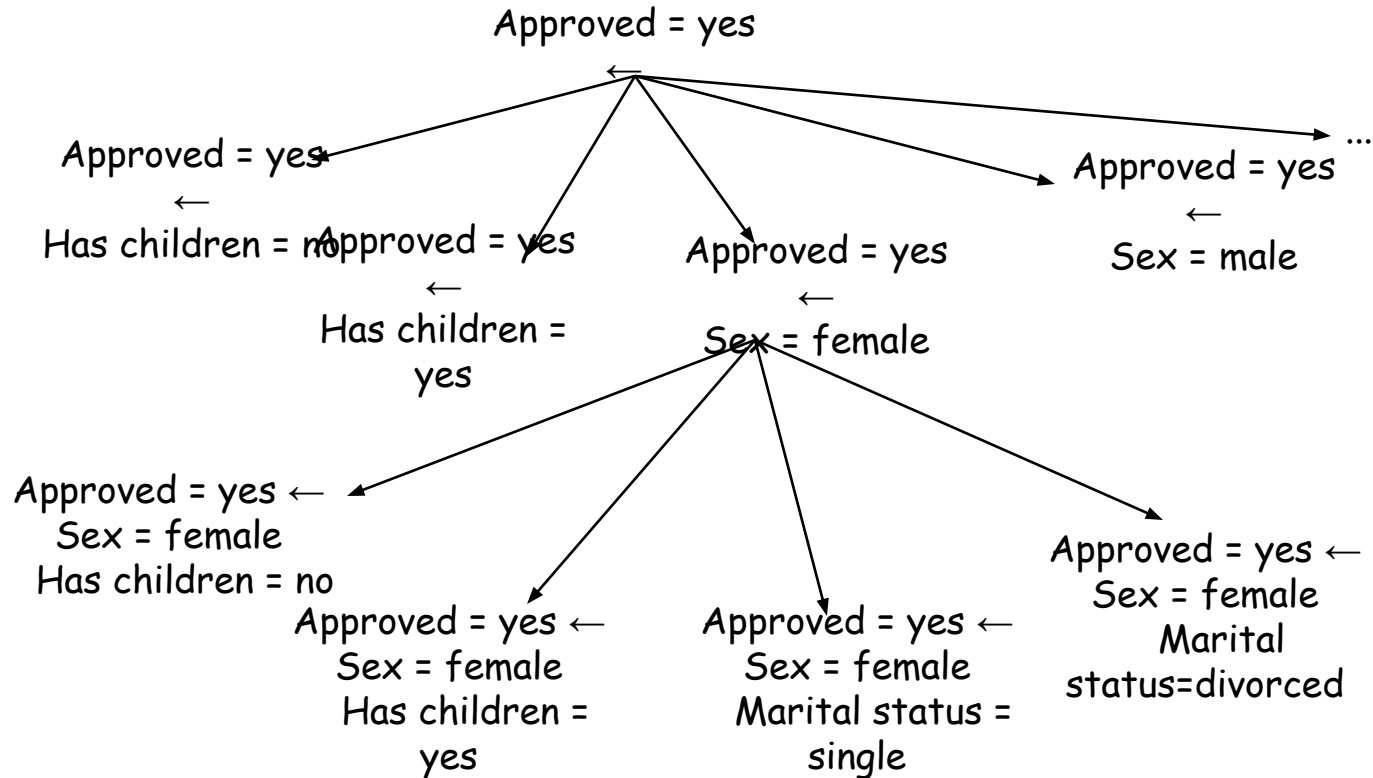 Approved = yes
←
...
Approved = yes
←
Has children = no
Approved = yes
←
Has children =
yes
Approved = yes
←
Sex = female
Approved = yes
←
Sex = male
Approved = yes ←
Sex = female
Has children = no
Approved = yes ←
Sex = female
Has children =
yes
Approved = yes ←
Sex = female
Marital status =
single
Approved = yes ←
Sex = female
Marital
status=divorced